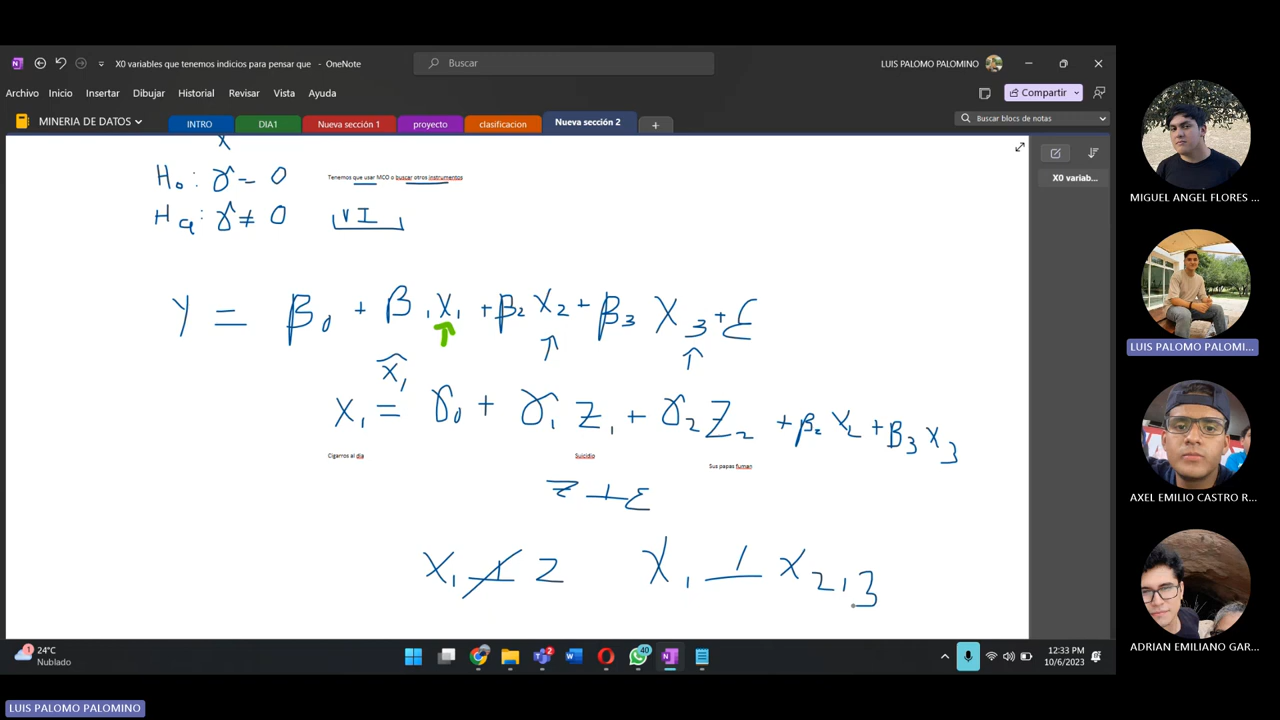 X0 variables que tenemos indicios para pensar que - OneNote
Buscar
LUIS PALOMO PALOMINO
Archivo Inicio Insertar Dibujar Historial Revisar Vista Ayuda
Compartir
MINERIA DE DATOS
INTRO DIA1 Nueva sección 1 proyecto clasificacion Nueva sección 2 +
Buscar blocs de notas
X0 variab...
X
H₀: γ = 0
Tenemos que usar MCO o buscar otros instrumentos
Hₐ: γ ≠ 0
VI
Y = β₀ + β₁X₁ + β₂X₂ + β₃X₃ + ε
X̂₁
X₁ = γ₀ + γ₁Z₁ + γ₂Z₂ + β₂X₂ + β₃X₃
Cigarros al dia
Suicidio
Sus papas fuman
Z ⊥ ε
X₁ ⊥̸ Z X₁ ⊥ X₂,₃
24°C
Nublado
2
40
12:33 PM
10/6/2023
MIGUEL ANGEL FLORES ...
LUIS PALOMO PALOMI...
AXEL EMILIO CASTRO R...
ADRIAN EMILIANO GAR...
LUIS PALOMO PALOMINO